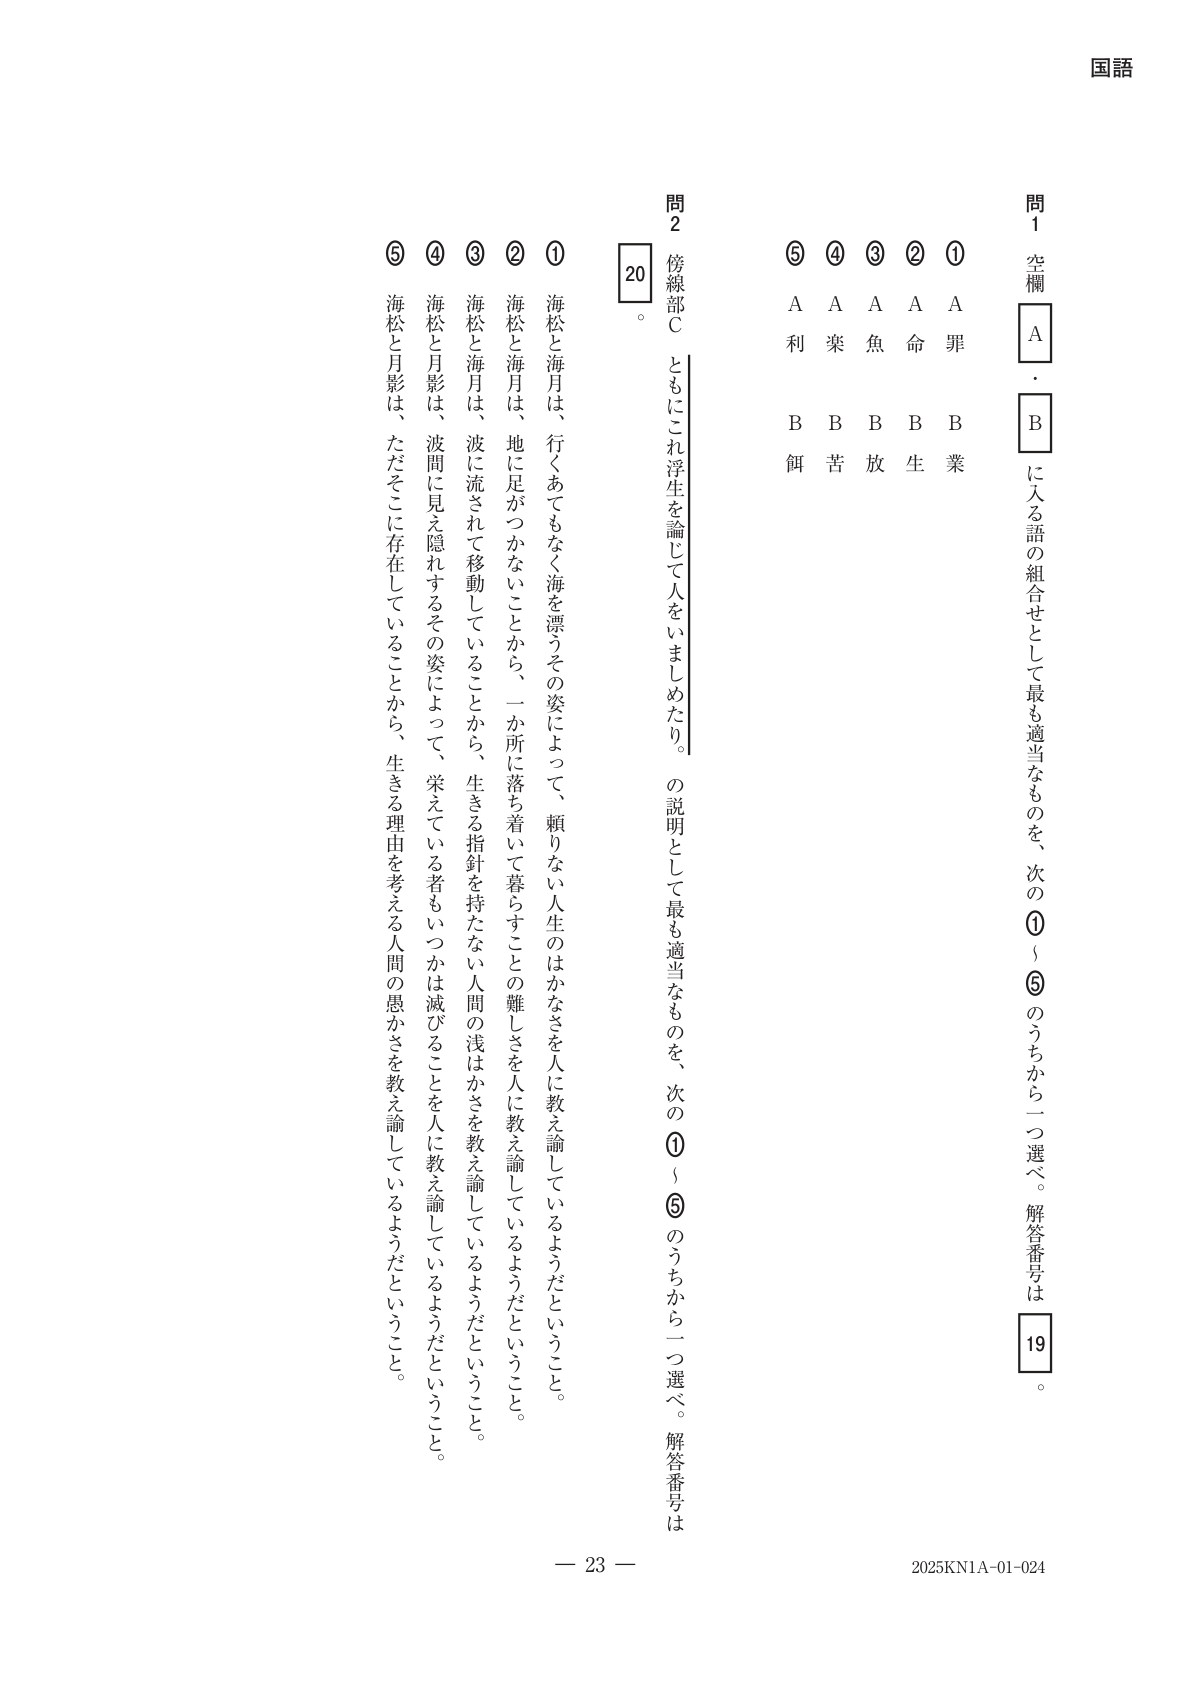 国語
問1 空欄 A ・ B に入る語の組合せとして最も適当なものを、次の①～⑤のうちから一つ選べ。解答番号は 19 。
① A 罪 B 業
② A 命 B 生
③ A 魚 B 放
④ A 楽 B 苦
⑤ A 利 B 餌
問2 傍線部C ともにこれ浮生を論じて人をいましめたり。 の説明として最も適当なものを、次の①～⑤のうちから一つ選べ。解答番号は
20 。
① 海松と海月は、行くあてもなく海を漂うその姿によって、頼りない人生のはかなさを人に教え諭しているようだということ。
② 海松と海月は、地に足がつかないことから、一か所に落ち着いて暮らすことの難しさを人に教え諭しているようだということ。
③ 海松と海月は、波に流されて移動していることから、生きる指針を持たない人間の浅はかさを教え諭しているようだということ。
④ 海松と月影は、波間に見え隠れするその姿によって、栄えている者もいつかは滅びることを人に教え諭しているようだということ。
⑤ 海松と月影は、ただそこに存在していることから、生きる理由を考える人間の愚かさを教え諭しているようだということ。
— 23 —
2025KN1A-01-024